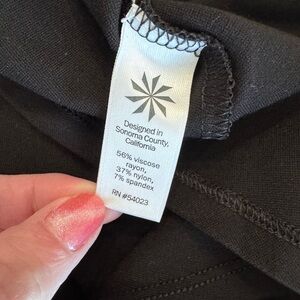 Designed in
Sonoma County,
California
56% viscose
rayon,
37% nylon,
7% spandex
RN #54023